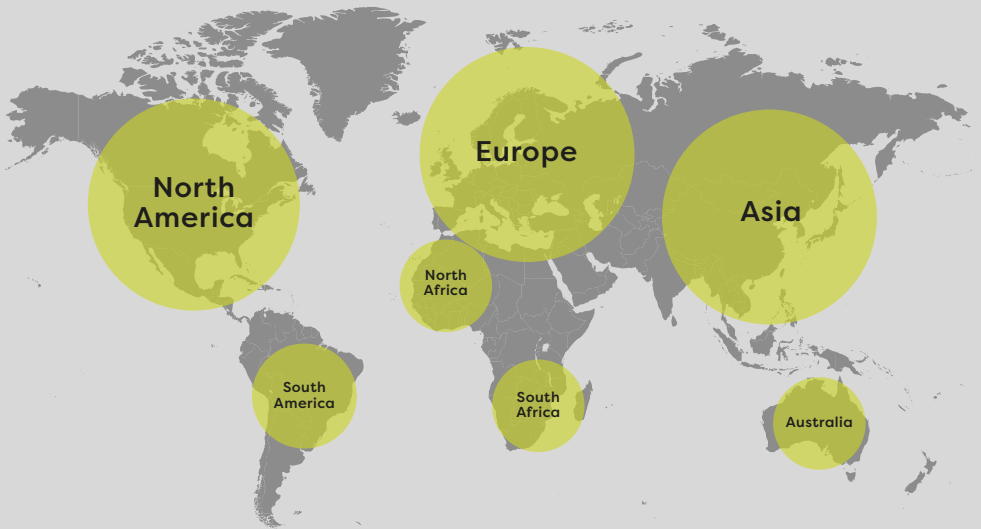 North
America
Europe
Asia
North
Africa
South
America
South
Africa
Australia